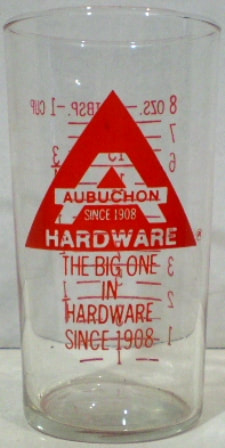 8 OZS. - TBSP. - 1 CUP
7
6
AUBUCHON
SINCE 1908
HARDWARE ®
THE BIG ONE
3
IN
2
HARDWARE
SINCE 1908
1